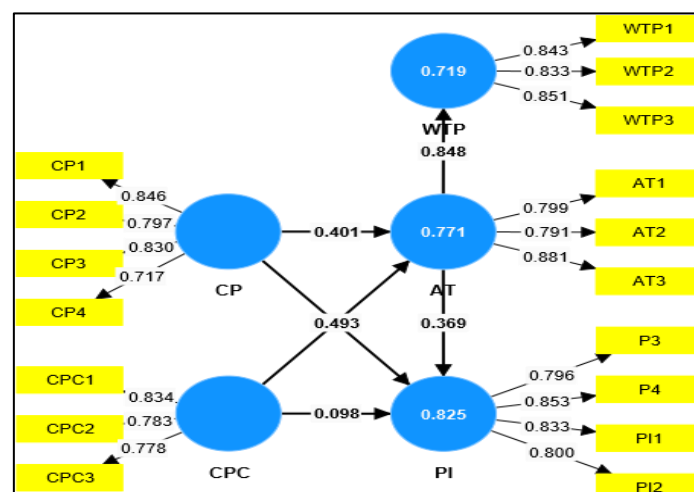 WTP1
0.843
0.719
0.833
WTP2
0.851
WTP
WTP3
0.848
CP1
AT1
0.846
0.799
CP2
0.797
0.401
0.771
0.791
AT2
CP3
0.830
0.881
0.717
AT3
CP4
CP
AT
0.493
0.369
P3
0.796
CPC1
0.834
P4
0.853
CPC2
0.783
0.098
0.825
0.833
PI1
0.778
0.800
CPC3
CPC
PI
PI2